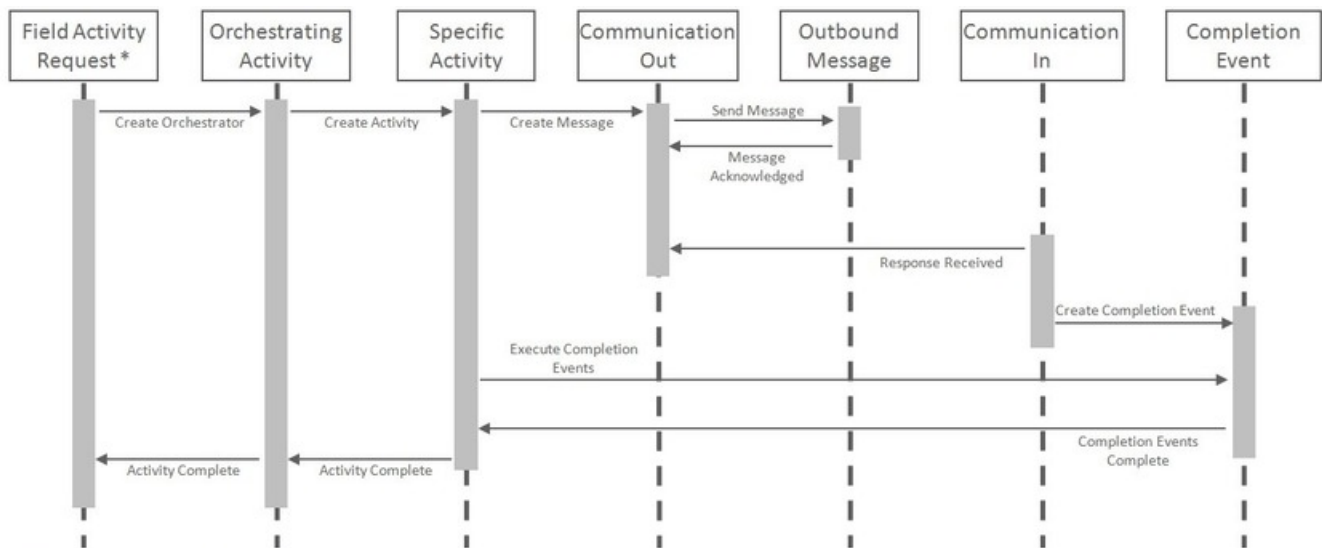 Field Activity
Request *
Orchestrating
Activity
Specific
Activity
Communication
Out
Outbound
Message
Communication
In
Completion
Event
Create Orchestrator
Create Activity
Create Message
Send Message
Message
Acknowledged
Response Received
Create Completion Event
Execute Completion
Events
Completion Events
Complete
Activity Complete
Activity Complete